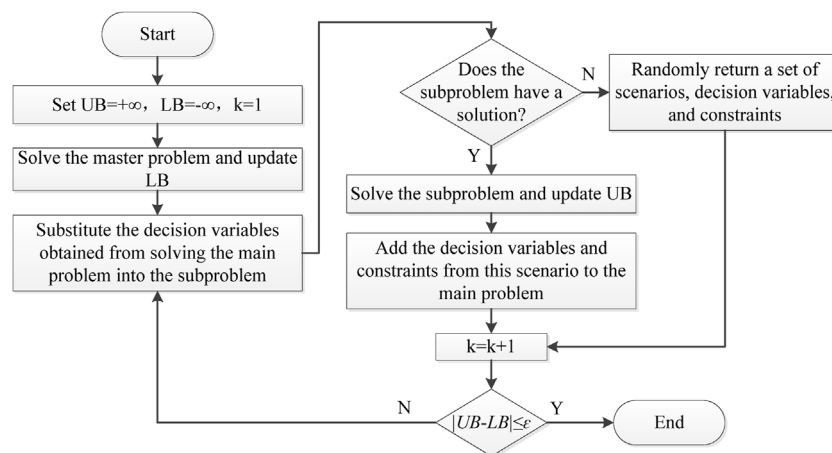 Start
Set UB=+∞, LB=-∞, k=1
Solve the master problem and update
LB
Substitute the decision variables
obtained from solving the main
problem into the subproblem
Does the
subproblem have a
solution?
N
Randomly return a set of
scenarios, decision variables,
and constraints
Y
Solve the subproblem and update UB
Add the decision variables and
constraints from this scenario to the
main problem
k=k+1
N
|UB-LB|≤ε
Y
End